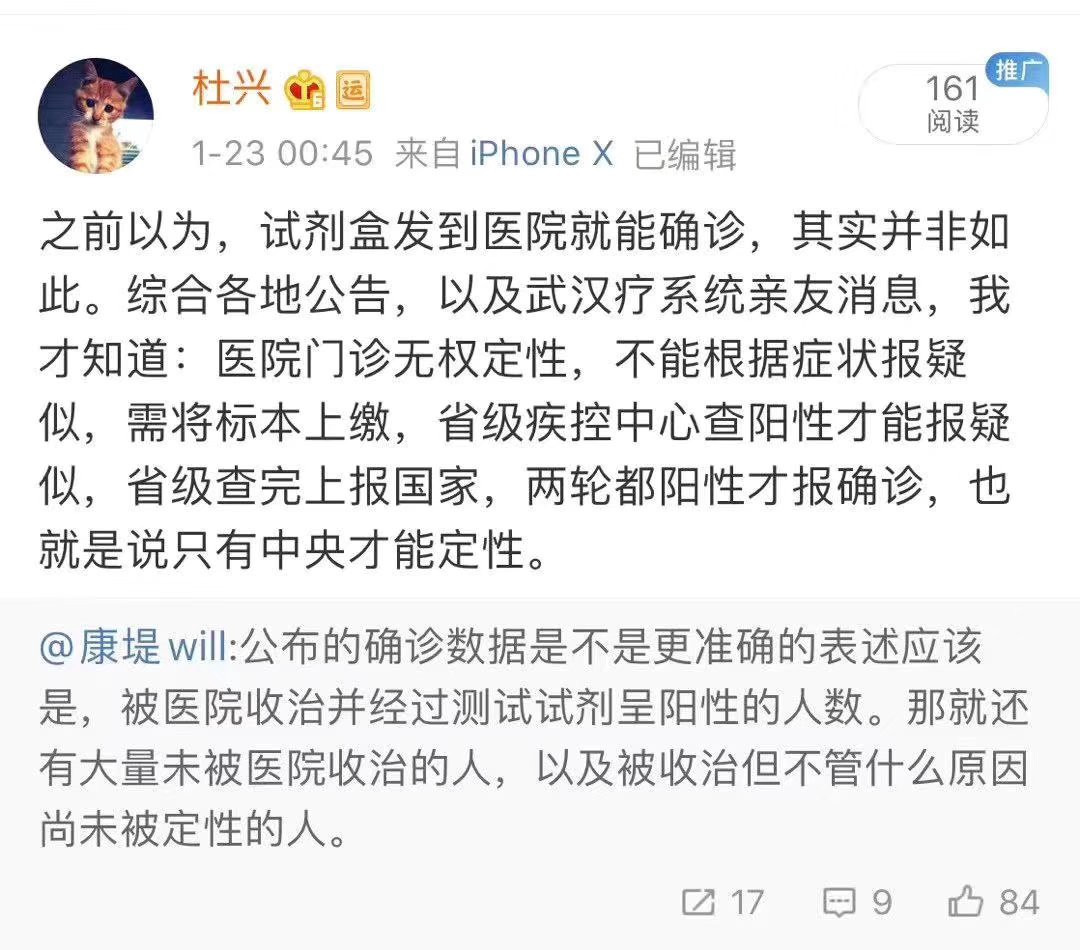 杜兴
运
推广
161
阅读
1-23 00:45 来自 iPhone X 已编辑
之前以为，试剂盒发到医院就能确诊，其实并非如
此。综合各地公告，以及武汉疗系统亲友消息，我
才知道：医院门诊无权定性，不能根据症状报疑
似，需将标本上缴，省级疾控中心查阳性才能报疑
似，省级查完上报国家，两轮都阳性才报确诊，也
就是说只有中央才能定性。
@康堤will:公布的确诊数据是不是更准确的表述应该
是，被医院收治并经过测试试剂呈阳性的人数。那就还
有大量未被医院收治的人，以及被收治但不管什么原因
尚未被定性的人。
17 9 84